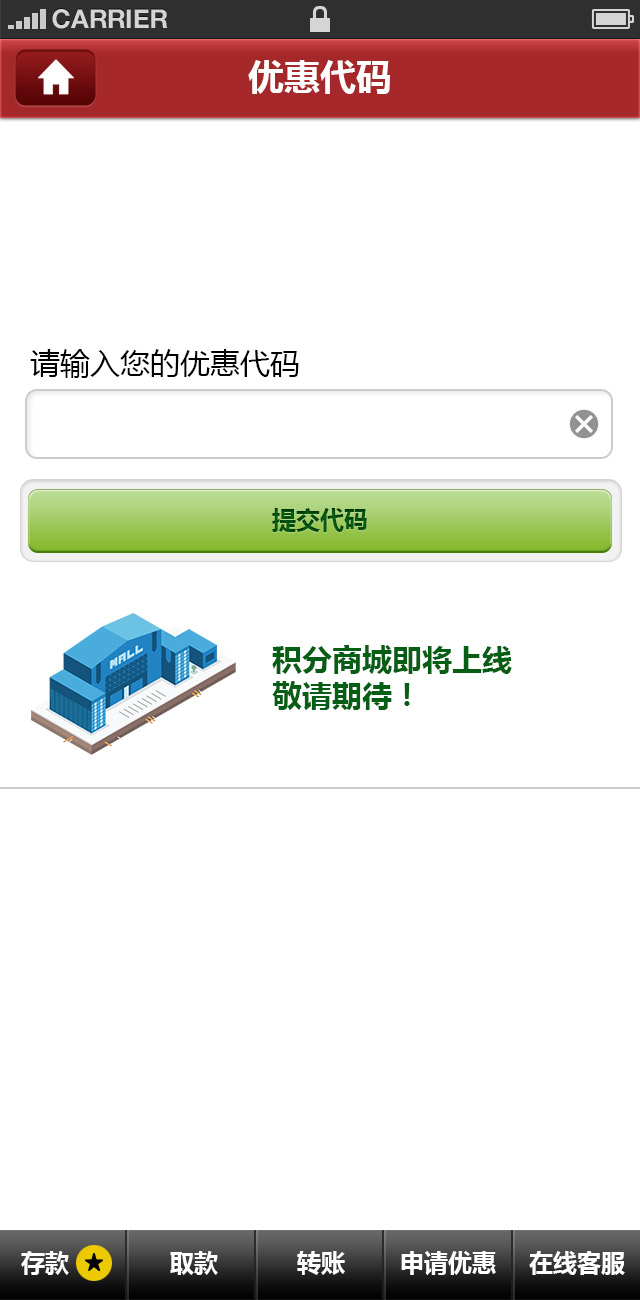 CARRIER
优惠代码
请输入您的优惠代码
提交代码
MALL
积分商城即将上线
敬请期待！
存款
取款
转账
申请优惠
在线客服